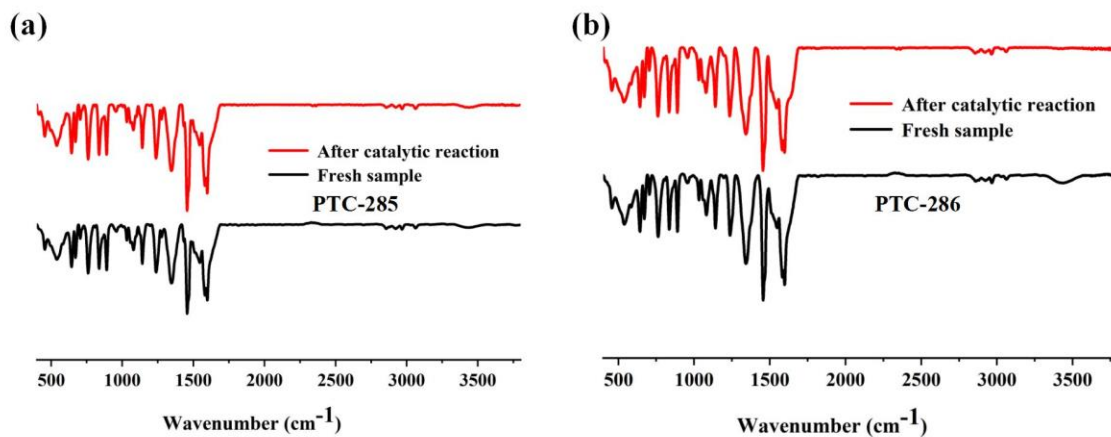 (a)
After catalytic reaction
Fresh sample
PTC-285
500 1000 1500 2000 2500 3000 3500
Wavenumber (cm-1)
(b)
After catalytic reaction
Fresh sample
PTC-286
500 1000 1500 2000 2500 3000 3500
Wavenumber (cm-1)